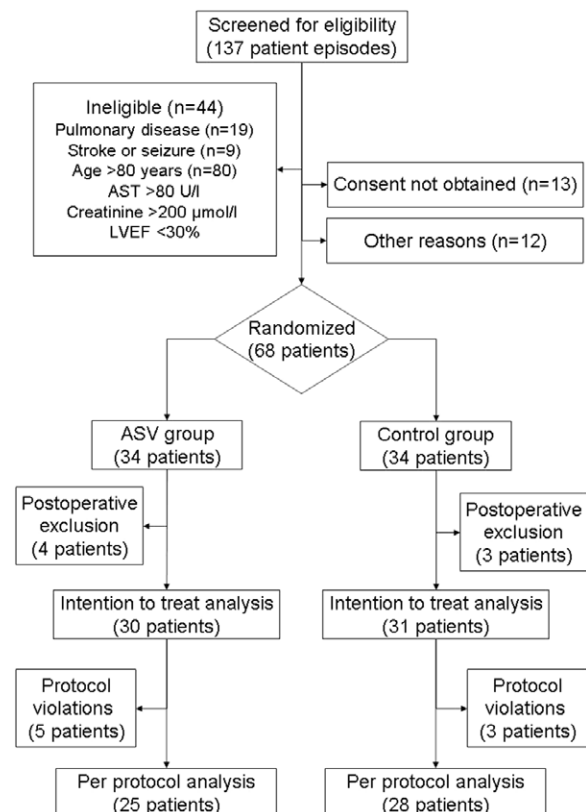 Screened for eligibility
(137 patient episodes)
Ineligible (n=44)
Pulmonary disease (n=19)
Stroke or seizure (n=9)
Age >80 years (n=80)
AST >80 U/l
Creatinine >200 μmol/l
LVEF <30%
Consent not obtained (n=13)
Other reasons (n=12)
Randomized
(68 patients)
ASV group
(34 patients)
Control group
(34 patients)
Postoperative
exclusion
(4 patients)
Postoperative
exclusion
(3 patients)
Intention to treat analysis
(30 patients)
Intention to treat analysis
(31 patients)
Protocol
violations
(5 patients)
Protocol
violations
(3 patients)
Per protocol analysis
(25 patients)
Per protocol analysis
(28 patients)